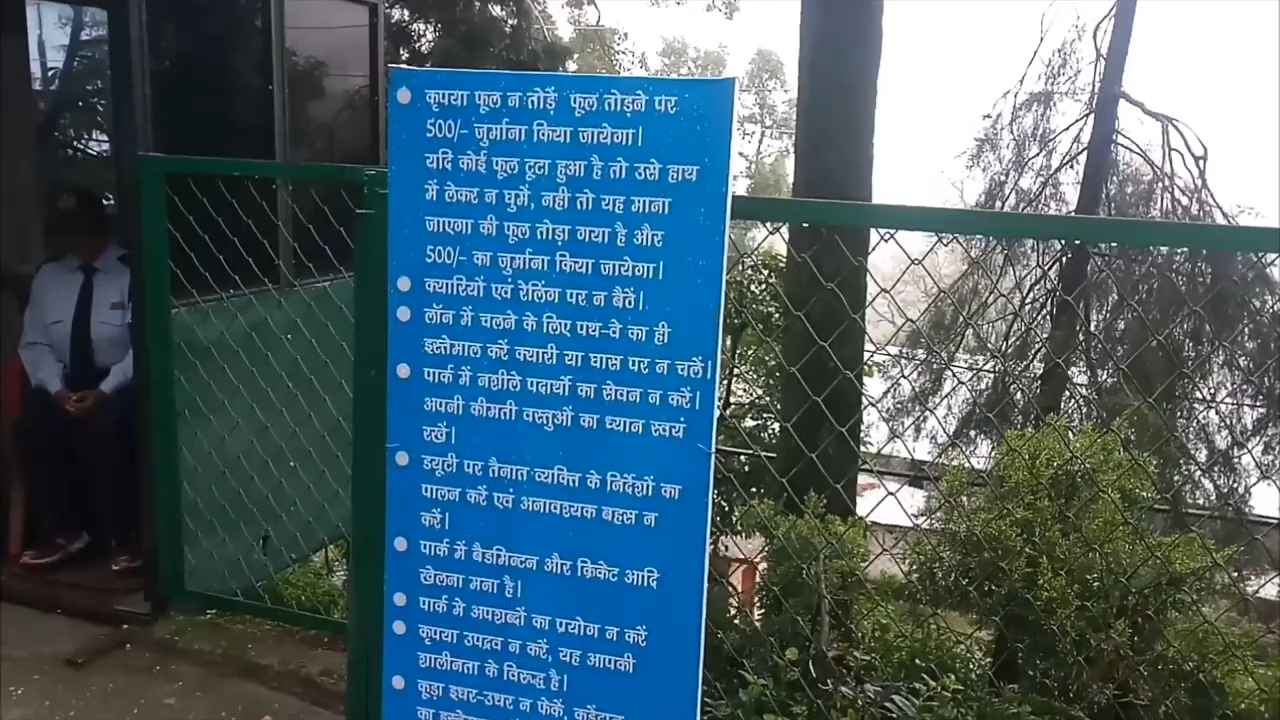 कृपया फूल न तोड़ें फूल तोड़ने पर
500/- जुर्माना किया जायेगा।
यदि कोई फूल टूटा हुआ है तो उसे हाथ
में लेकर न घुमें, नही तो यह माना
जाएगा की फूल तोड़ा गया है और
500/- का जुर्माना किया जायेगा।
क्यारियों एवं रेलिंग पर न बैठें।
लॉन में चलने के लिए पथ-वे का ही
इस्तेमाल करें क्यारी या घास पर न चलें।
पार्क में नशीले पदार्थो का सेवन न करें।
अपनी कीमती वस्तुओं का ध्यान स्वयं
रखें।
डयूटी पर तैनात व्यक्ति के निर्देशों का
पालन करें एवं अनावश्यक बहस न
करें।
पार्क में बैडमिन्टन और क्रिकेट आदि
खेलना मना है।
पार्क मे अपशब्दों का प्रयोग न करें
कृपया उपद्रव न करें, यह आपकी
शालीनता के विरुद्ध है।
कूड़ा इधर-उधर न फेकें, कूड़ेदान
का